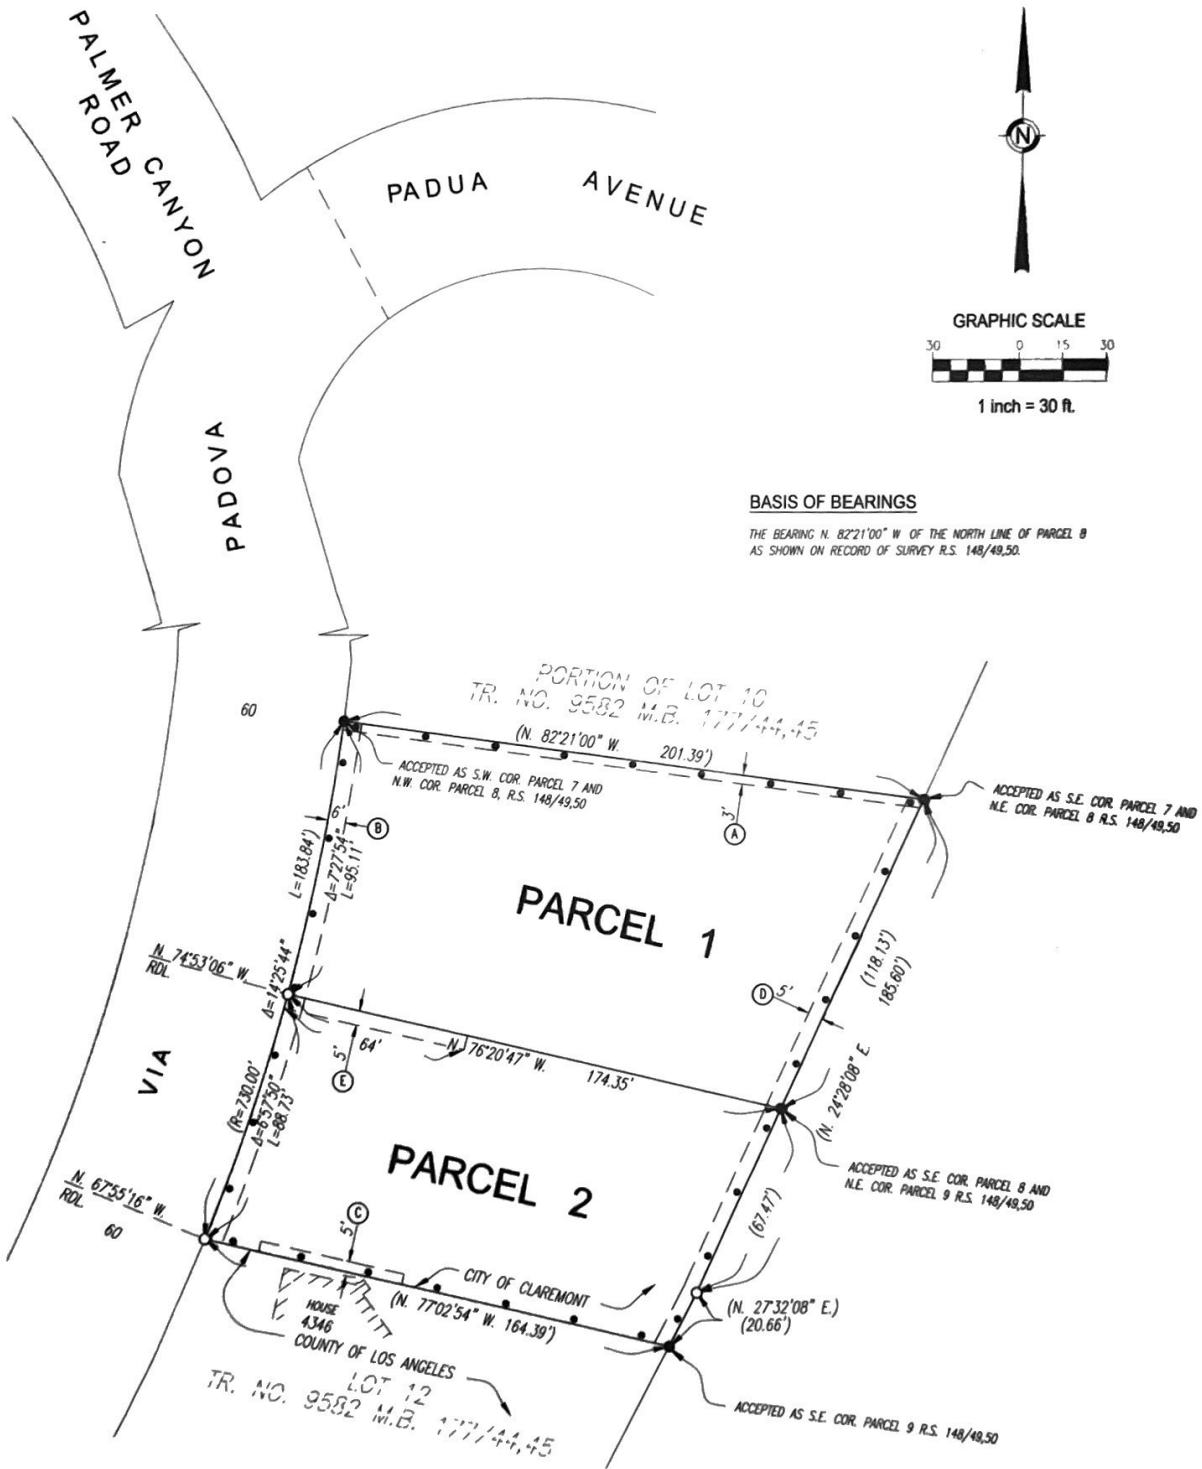 PALMER CANYON
ROAD
PADUA AVENUE
N
GRAPHIC SCALE
30 0 15 30
1 inch = 30 ft.
PADOVA
BASIS OF BEARINGS
THE BEARING N. 82°21'00" W OF THE NORTH LINE OF PARCEL 8
AS SHOWN ON RECORD OF SURVEY R.S. 148/49,50.
60
PORTION OF LOT 10
TR. NO. 9582 M.B. 177/44,45
(N. 82°21'00" W. 201.39')
ACCEPTED AS S.W. COR. PARCEL 7 AND
N.W. COR. PARCEL 8, R.S. 148/49,50
ACCEPTED AS S.E. COR. PARCEL 7 AND
N.E. COR. PARCEL 8 R.S. 148/49,50
6'
B
3'
A
L=183.84')
Δ=7°27'54"
L=95.11'
PARCEL 1
(118.13')
185.60')
N. 74°53'06" W.
RDL.
Δ=14°25'44"
D 5'
5'
64'
E
N. 76°20'47" W. 174.35'
(N. 24°28'08" E.
VIA
(R=730.00'
Δ=6°57'50"
L=88.73'
PARCEL 2
ACCEPTED AS S.E. COR. PARCEL 8 AND
N.E. COR. PARCEL 9 R.S. 148/49,50
N. 67°55'16" W.
RDL.
60
C
5'
(67.47')
CITY OF CLAREMONT
HOUSE
4346
(N. 77°02'54" W. 164.39')
(N. 27°32'08" E.)
(20.66')
COUNTY OF LOS ANGELES
LOT 12
TR. NO. 9582 M.B. 177/44,45
ACCEPTED AS S.E. COR. PARCEL 9 R.S. 148/49,50